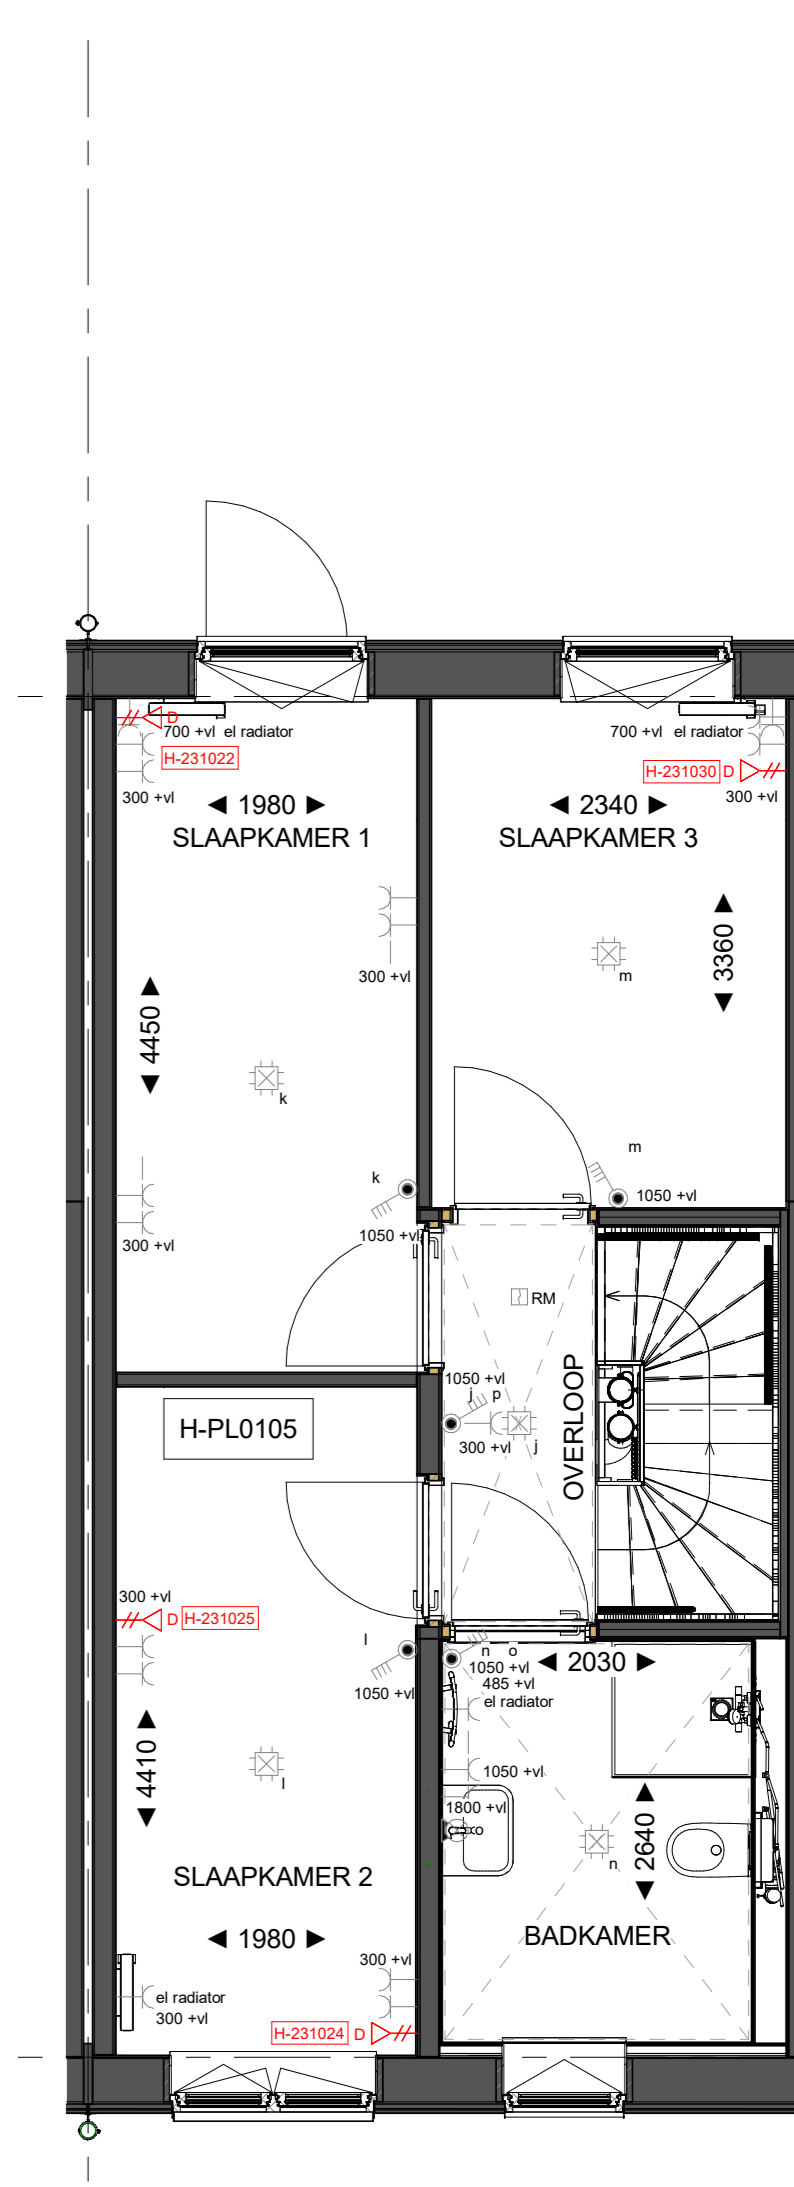 D
700 +vl el radiator
H-231022
300 +vl
1980
SLAAPKAMER 1
700 +vl el radiator
H-231030 D
300 +vl
2340
SLAAPKAMER 3
300 +vl
3360
m
4450
k
k
1050 +vl
m
1050 +vl
300 +vl
RM
1050 +vl
j p
300 +vl
j
OVERLOOP
H-PL0105
300 +vl
D H-231025
l
1050 +vl
n o
1050 +vl
2030
485 +vl
el radiator
4410
l
1050 +vl
1800 +vl
o
2640
n
SLAAPKAMER 2
BADKAMER
1980
300 +vl
el radiator
300 +vl
H-231024 D